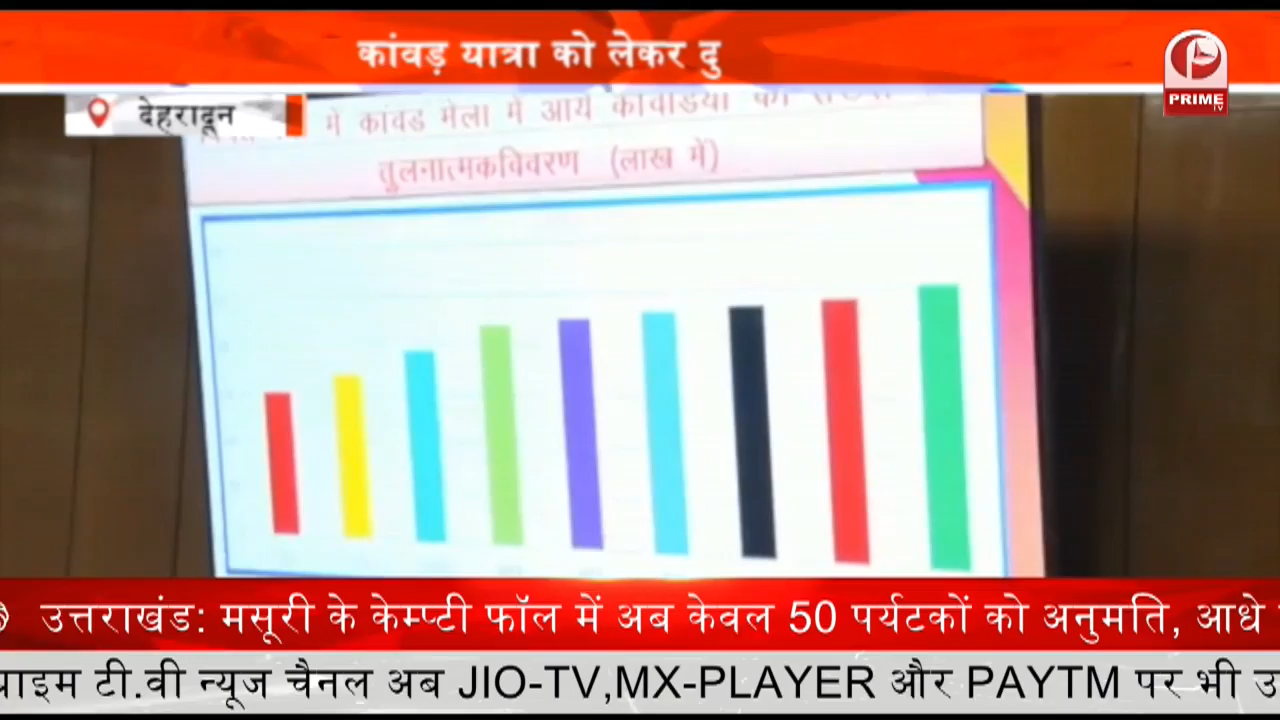 कांवड़ यात्रा को लेकर दु
PRIME
TV
देहरादून
में कांवड मेला में आये कांवडियों की
तुलनात्मकविवरण (लाख में)
उत्तराखंड: मसूरी के केम्प्टी फॉल में अब केवल 50 पर्यटकों को अनुमति, आधे
प्राइम टी.वी न्यूज चैनल अब JIO-TV,MX-PLAYER और PAYTM पर भी उ